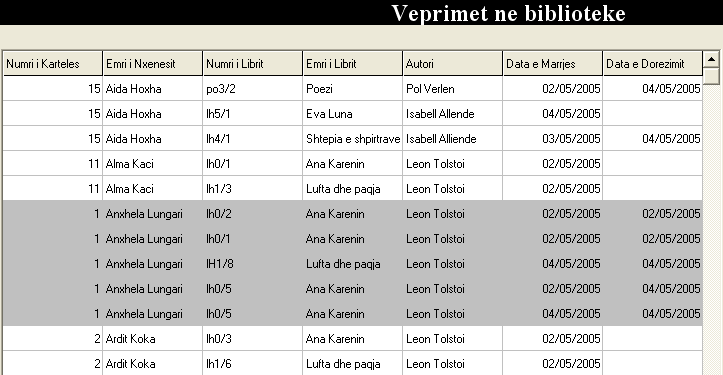 Veprimet ne biblioteke
Numri i Karteles Emri i Nxenesit Numri i Librit Emri i Librit Autori Data e Marrjes Data e Dorezimit
15 Aida Hoxha po3/2 Poezi Pol Verlen 02/05/2005 04/05/2005
15 Aida Hoxha lh5/1 Eva Luna Isabell Allende 04/05/2005
15 Aida Hoxha lh4/1 Shtepia e shpirtrave Isabell Alliende 03/05/2005 04/05/2005
11 Alma Kaci lh0/1 Ana Karenin Leon Tolstoi 02/05/2005
11 Alma Kaci lh1/3 Lufta dhe paqja Leon Tolstoi 02/05/2005
1 Anxhela Lungari lh0/2 Ana Karenin Leon Tolstoi 02/05/2005 02/05/2005
1 Anxhela Lungari lh0/1 Ana Karenin Leon Tolstoi 02/05/2005 02/05/2005
1 Anxhela Lungari lH1/8 Lufta dhe paqja Leon Tolstoi 04/05/2005 04/05/2005
1 Anxhela Lungari lh0/5 Ana Karenin Leon Tolstoi 02/05/2005 02/05/2005
1 Anxhela Lungari lh0/5 Ana Karenin Leon Tolstoi 04/05/2005 04/05/2005
2 Ardit Koka lh0/3 Ana Karenin Leon Tolstoi 02/05/2005
2 Ardit Koka lh1/6 Lufta dhe paqja Leon Tolstoi 02/05/2005